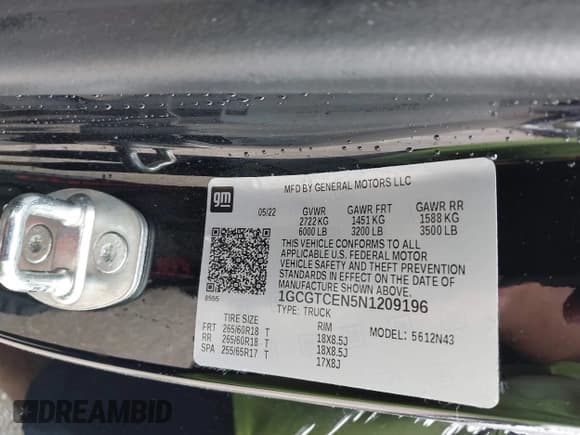 gm
MFD BY GENERAL MOTORS LLC
05/22 GVWR GAWR FRT GAWR RR
2722 KG 1451 KG 1588 KG
6000 LB 3200 LB 3500 LB
THIS VEHICLE CONFORMS TO ALL
APPLICABLE U.S. FEDERAL MOTOR
VEHICLE SAFETY AND THEFT PREVENTION
STANDARDS IN EFFECT ON THE DATE OF
MANUFACTURE SHOWN ABOVE.
1GCGTCEN5N1209196
TYPE: TRUCK
TIRE SIZE RIM MODEL: 5612N43
FRT 265/60R18 T 18X8.5J
RR 265/60R18 T 18X8.5J
SPA 255/65R17 T 17X8J
DREAMBID